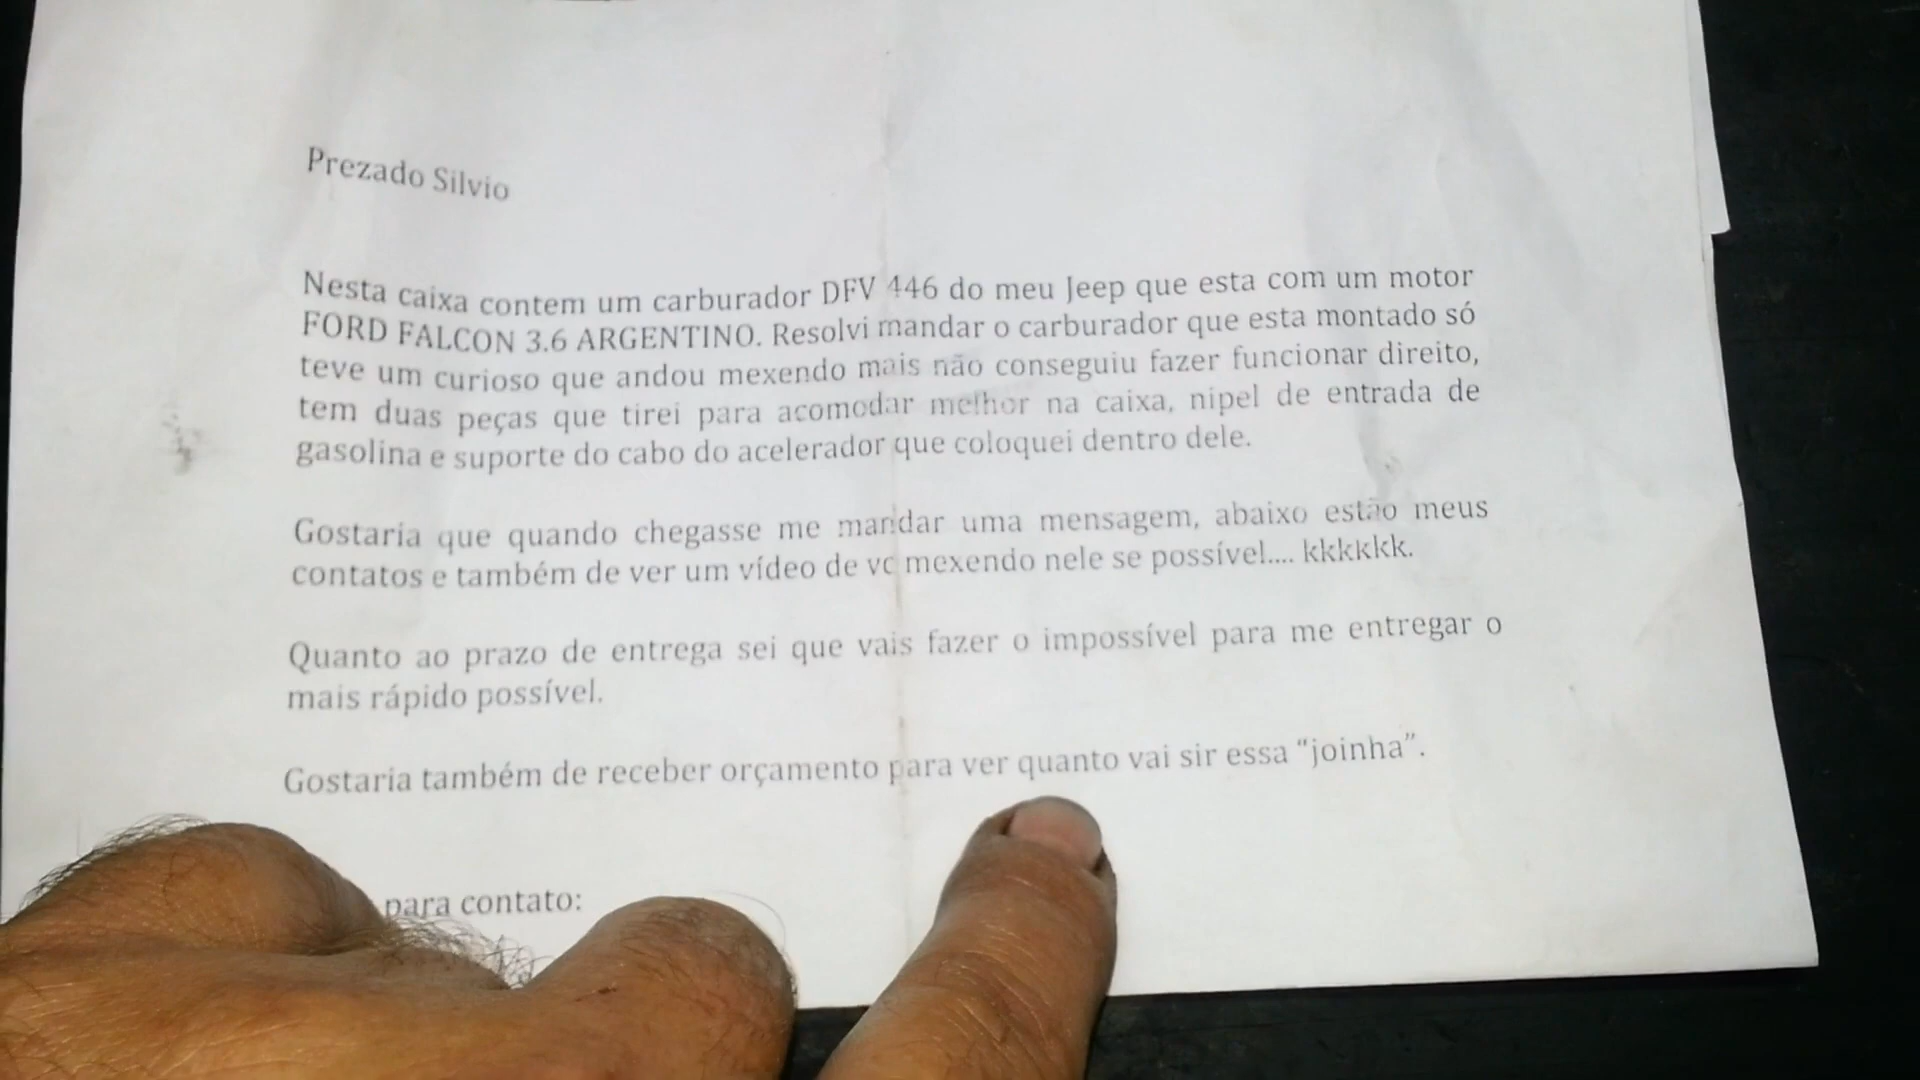 Prezado Silvio
Nesta caixa contem um carburador DFV 446 do meu Jeep que esta com um motor
FORD FALCON 3.6 ARGENTINO. Resolvi mandar o carburador que esta montado só
teve um curioso que andou mexendo mais não conseguiu fazer funcionar direito,
tem duas peças que tirei para acomodar melhor na caixa, nipel de entrada de
gasolina e suporte do cabo do acelerador que coloquei dentro dele.
Gostaria que quando chegasse me mandar uma mensagem, abaixo estão meus
contatos e também de ver um vídeo de vc mexendo nele se possível.... kkkkkk.
Quanto ao prazo de entrega sei que vais fazer o impossível para me entregar o
mais rápido possível.
Gostaria também de receber orçamento para ver quanto vai sir essa “joinha”.
para contato: